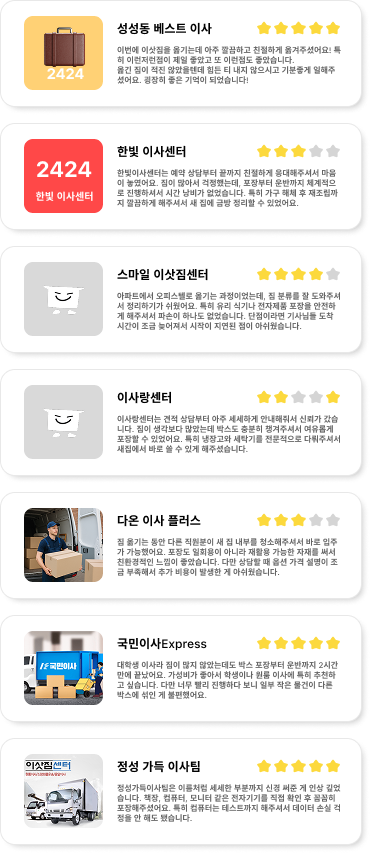 2424
성성동 베스트 이사
이번에 이삿짐을 옮기는데 아주 깔끔하고 친절하게 옮겨주셨어요! 특
히 이런저런점이 제일 좋았고 또 이런점도 좋았습니다.
옮긴 짐이 적진 않았을텐데 힘든 티 내지 않으시고 기분좋게 일해주
셨어요. 굉장히 좋은 기억이 되었습니다!
2424
한빛 이사센터
한빛 이사센터
한빛이사센터는 예약 상담부터 끝까지 친절하게 응대해주셔서 마음
이 놓였어요. 짐이 많아서 걱정했는데, 포장부터 운반까지 체계적으
로 진행하셔서 시간 낭비가 없었습니다. 특히 가구 해체 후 재조립까
지 깔끔하게 해주셔서 새 집에 금방 정리할 수 있었어요.
스마일 이삿짐센터
아파트에서 오피스텔로 옮기는 과정이었는데, 짐 분류를 잘 도와주셔
서 정리하기가 쉬웠어요. 특히 유리 식기나 전자제품 포장을 안전하
게 해주셔서 파손이 하나도 없었습니다. 단점이라면 기사님들 도착
시간이 조금 늦어져서 시작이 지연된 점이 아쉬웠습니다.
이사랑센터
이사랑센터는 견적 상담부터 아주 세세하게 안내해줘서 신뢰가 갔습
니다. 짐이 생각보다 많았는데 박스도 충분히 챙겨주셔서 여유롭게
포장할 수 있었어요. 특히 냉장고와 세탁기를 전문적으로 다뤄주셔서
새집에서 바로 쓸 수 있게 해주셨습니다.
다온 이사 플러스
짐 옮기는 동안 다른 직원분이 새 집 내부를 청소해주셔서 바로 입주
가 가능했어요. 포장도 일회용이 아니라 재활용 가능한 자재를 써서
친환경적인 느낌이 좋았습니다. 다만 상담할 때 옵션 가격 설명이 조
금 부족해서 추가 비용이 발생한 게 아쉬웠습니다.
국민이사
국민이사Express
대학생 이사라 짐이 많지 않았는데도 박스 포장부터 운반까지 2시간
만에 끝났어요. 가성비가 좋아서 학생이나 원룸 이사에 특히 추천하
고 싶습니다. 다만 너무 빨리 진행하다 보니 일부 작은 물건이 다른
박스에 섞인 게 불편했어요.
이삿짐센터
정성 가득 이사팀
정성가득이사팀은 이름처럼 세세한 부분까지 신경 써준 게 인상 깊었
습니다. 책장, 컴퓨터, 모니터 같은 전자기기를 직접 확인 후 꼼꼼히
포장해주셨어요. 특히 컴퓨터는 테스트까지 해주셔서 데이터 손실 걱
정을 안 해도 됐습니다.